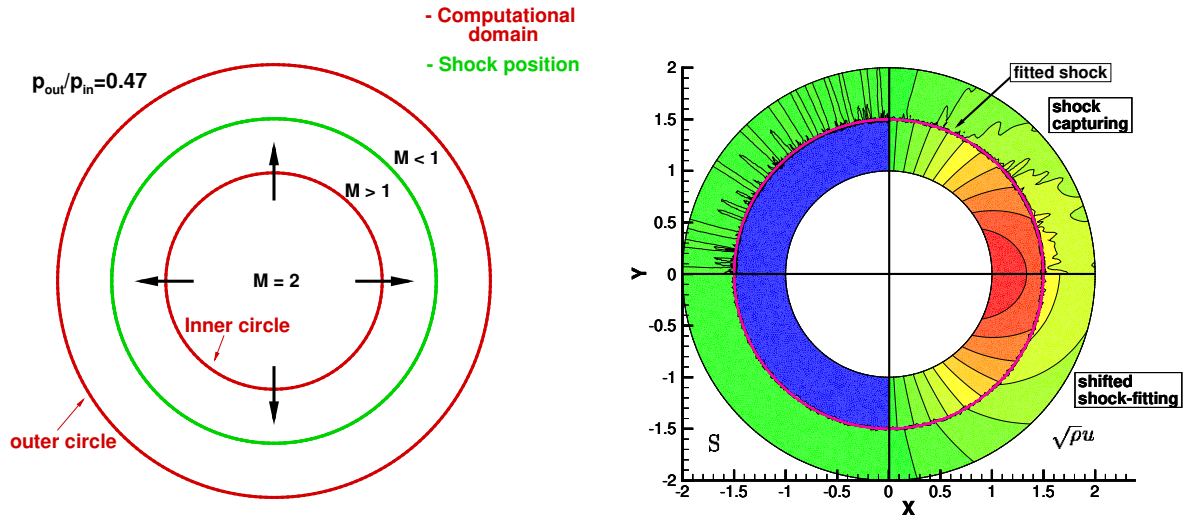 - Computational
domain
- Shock position
p_out/p_in=0.47
M < 1
M > 1
M = 2
Inner circle
outer circle
fitted shock
shock
capturing
shifted
shock-fitting
S
√ρu
Y
2
1.5
1
0.5
0
-0.5
-1
-1.5
-2
-2 -1.5 -1 -0.5 0 0.5 1 1.5 2
X